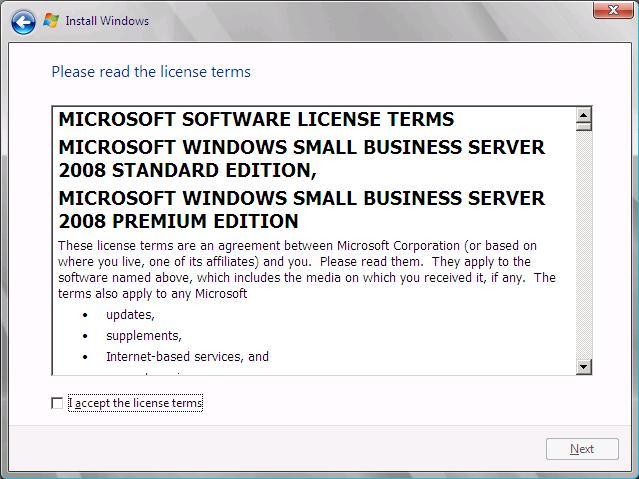 Install Windows
Please read the license terms
MICROSOFT SOFTWARE LICENSE TERMS
MICROSOFT WINDOWS SMALL BUSINESS SERVER
2008 STANDARD EDITION,
MICROSOFT WINDOWS SMALL BUSINESS SERVER
2008 PREMIUM EDITION
These license terms are an agreement between Microsoft Corporation (or based on
where you live, one of its affiliates) and you.  Please read them.  They apply to the
software named above, which includes the media on which you received it, if any.  The
terms also apply to any Microsoft
• updates,
• supplements,
• Internet-based services, and
I accept the license terms
Next